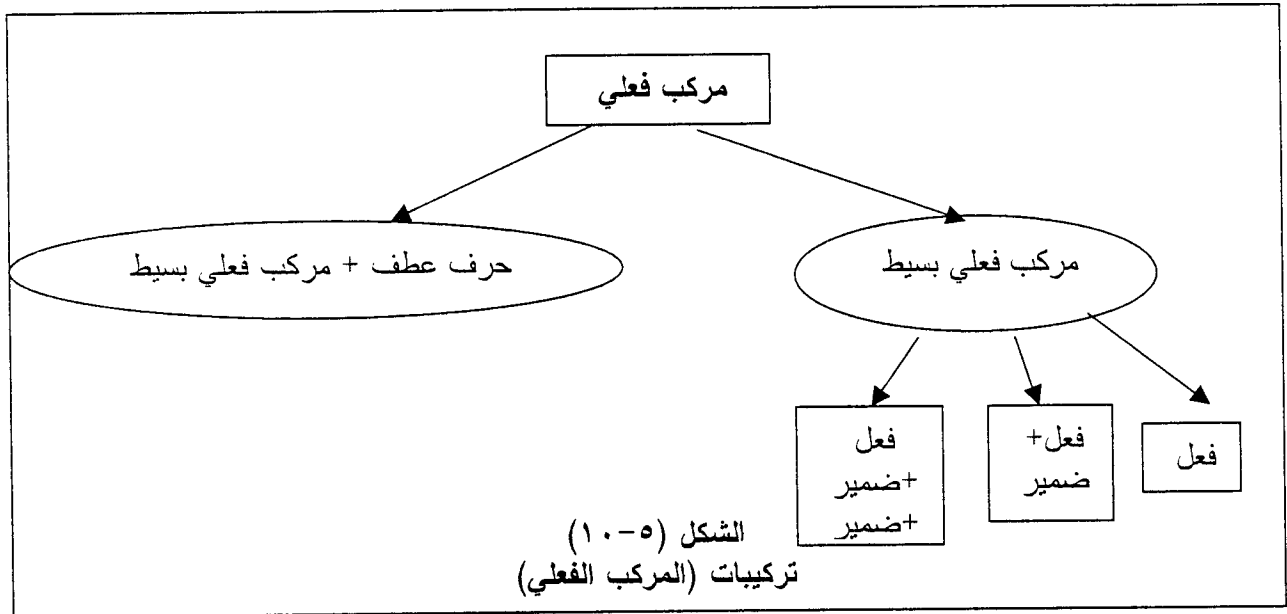 مركب فعلي
مركب فعلي بسيط
حرف عطف + مركب فعلي بسيط
فعل
فعل+
ضمير
فعل
+ضمير
+ضمير
الشكل (٥-١٠)
تركيبات (المركب الفعلي)